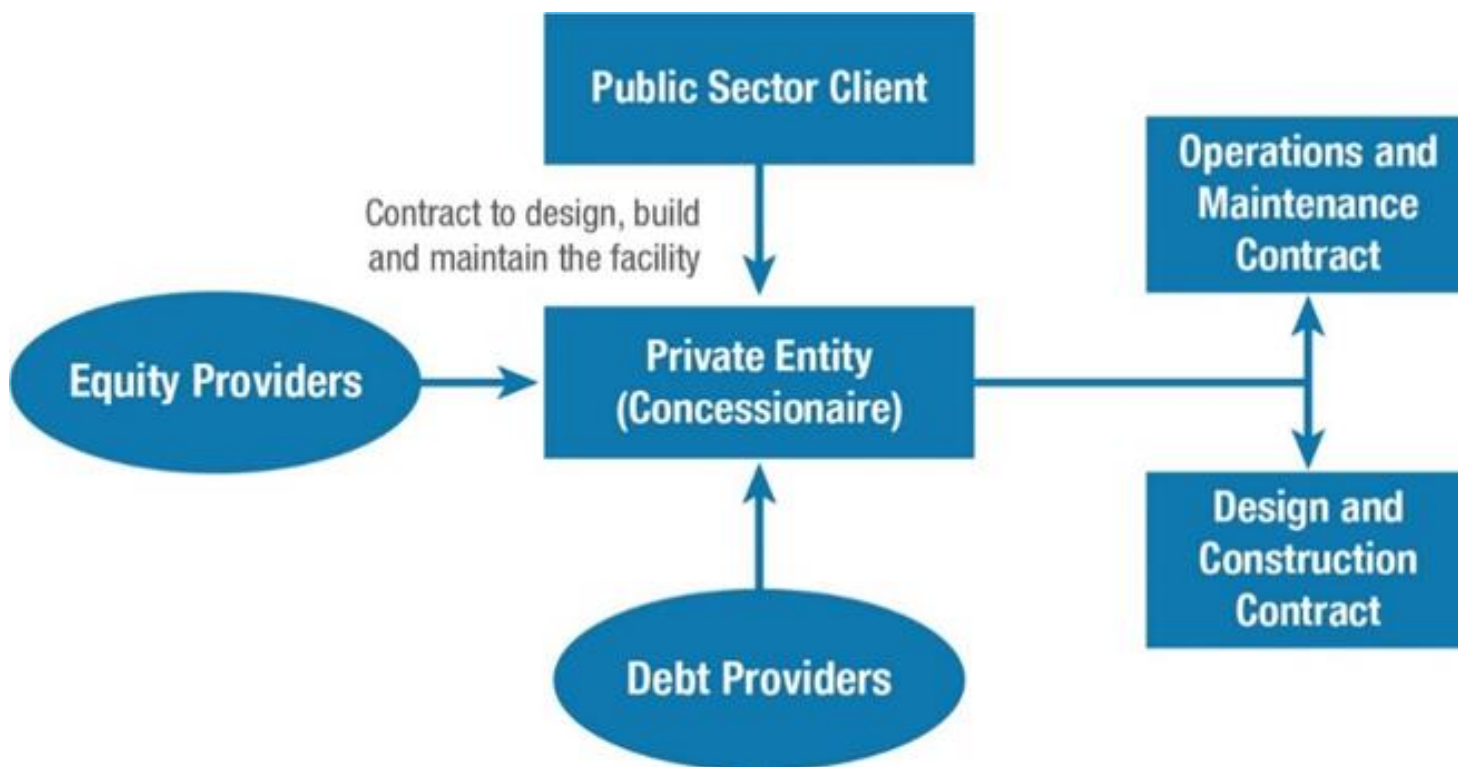 Public Sector Client
Contract to design, build
and maintain the facility
Equity Providers
Private Entity
(Concessionaire)
Debt Providers
Operations and
Maintenance
Contract
Design and
Construction
Contract